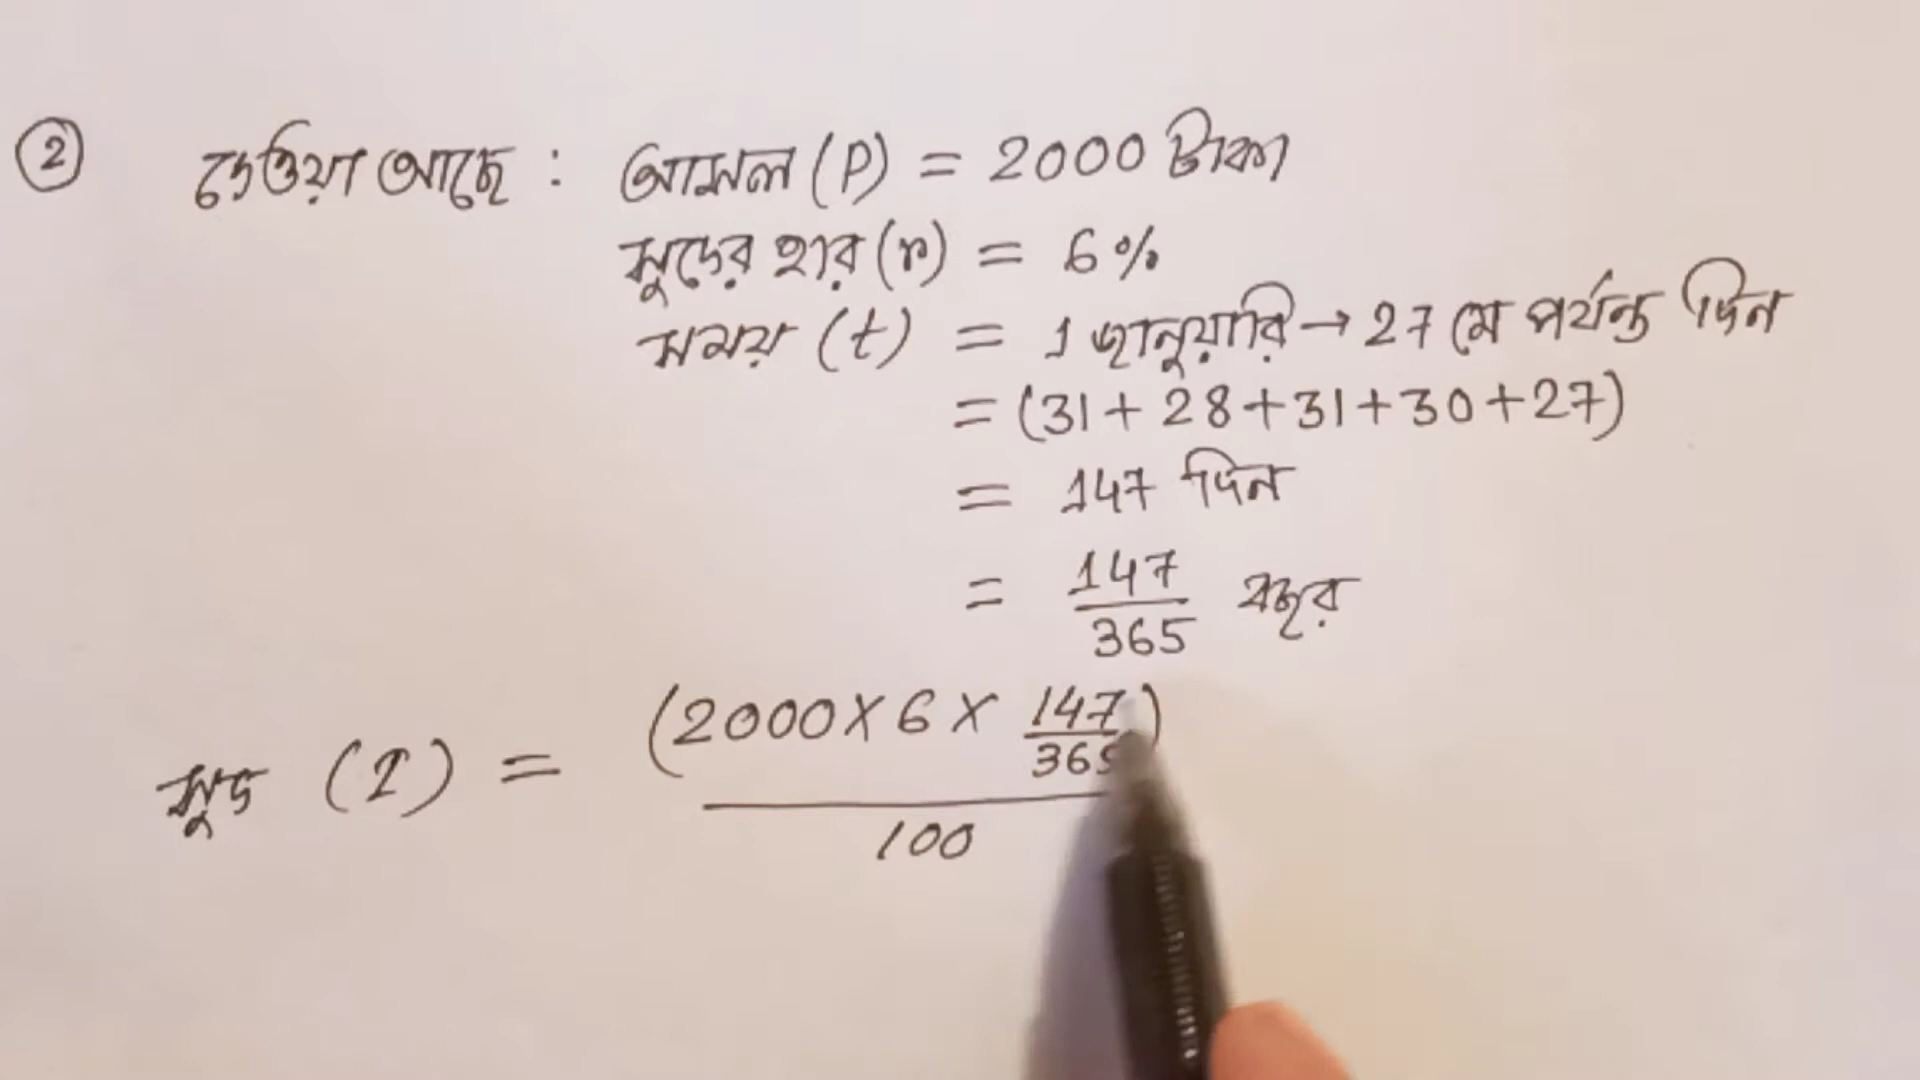 ② দেওয়া আছে : আসল (P) = 2000 টাকা
সুদের হার (r) = 6%
সময় (t) = 1 জানুয়ারি → 27 মে পর্যন্ত দিন
= (31 + 28 + 31 + 30 + 27)
= 147 দিন
= 147/365 বছর
সুদ (I) = (2000 × 6 × 147/365)
100